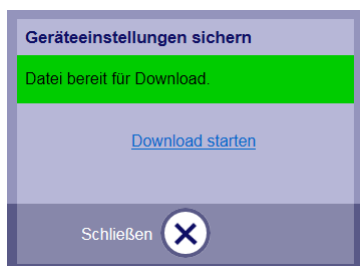 Geräteeinstellungen sichern
Datei bereit für Download.
Download starten
Schließen